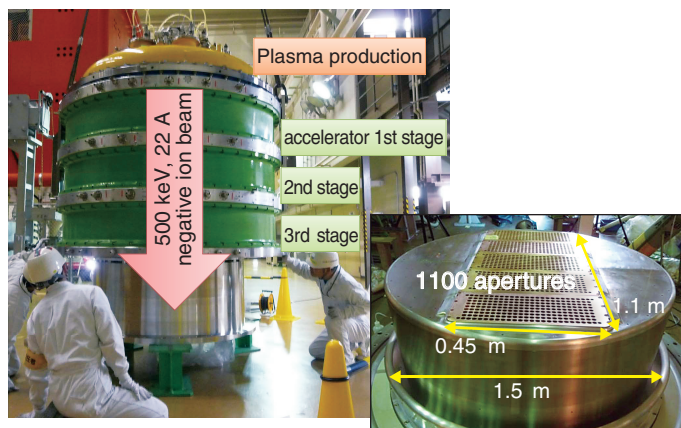 Plasma production
accelerator 1st stage
2nd stage
3rd stage
500 keV, 22 A
negative ion beam
1100 apertures
1.1 m
0.45 m
1.5 m